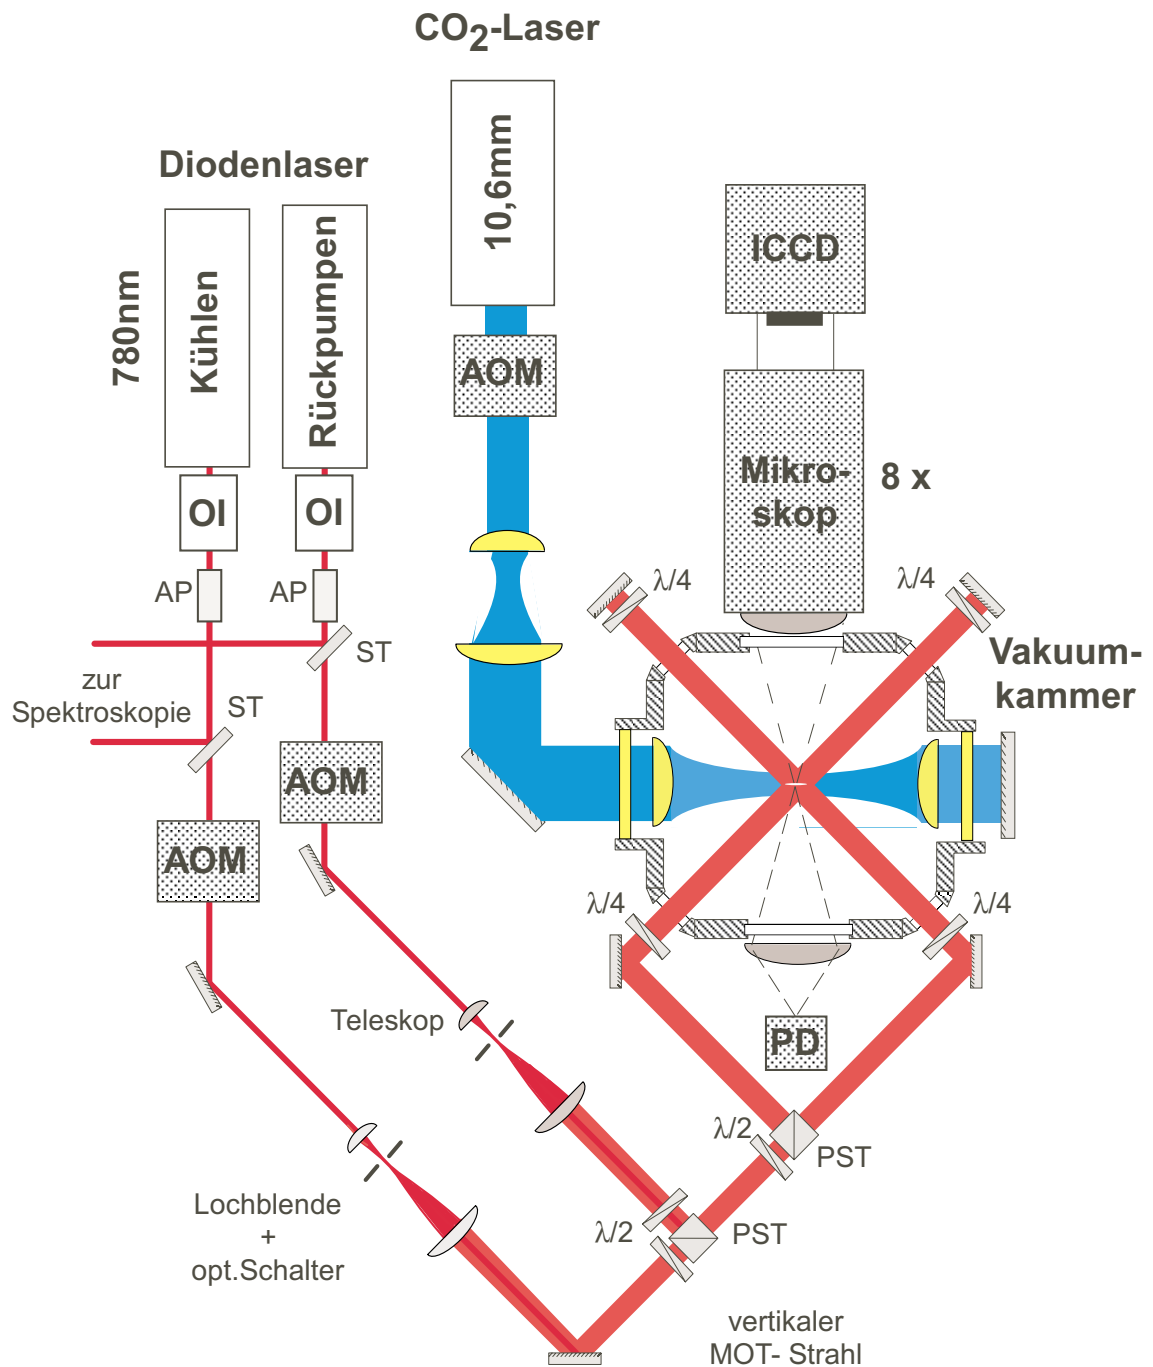 CO2-Laser
Diodenlaser
10,6mm
780nm
Kühlen
Rückpumpen
ICCD
AOM
Mikro-
skop
8 x
OI
OI
AP
AP
λ/4
λ/4
ST
Vakuum-
kammer
zur
Spektroskopie
ST
AOM
AOM
λ/4
λ/4
Teleskop
PD
λ/2
PST
Lochblende
+
opt.Schalter
λ/2
PST
vertikaler
MOT- Strahl